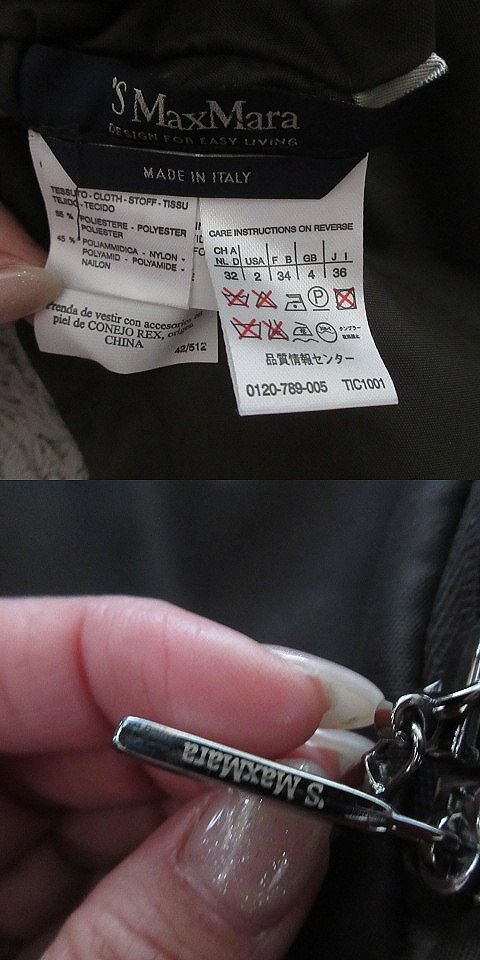 'S MaxMara
DESIGN FOR EASY LIVING
MADE IN ITALY
TESSUTO - CLOTH - STOFF - TISSU
TEJIDO - TECIDO
55 % POLIESTERE - POLYESTER
POLIESTER
45 % POLIAMMIDICA - NYLON -
POLYAMID - POLYAMIDE -
NAILON
Prenda de vestir con accesorios
piel de CONEJO REX, origen
CHINA
42/512
CARE INSTRUCTIONS ON REVERSE
CH A
NL D USA F B GB J I
32 2 34 4 36
P
品質情報センター
0120-789-005 TIC1001
'S MaxMara